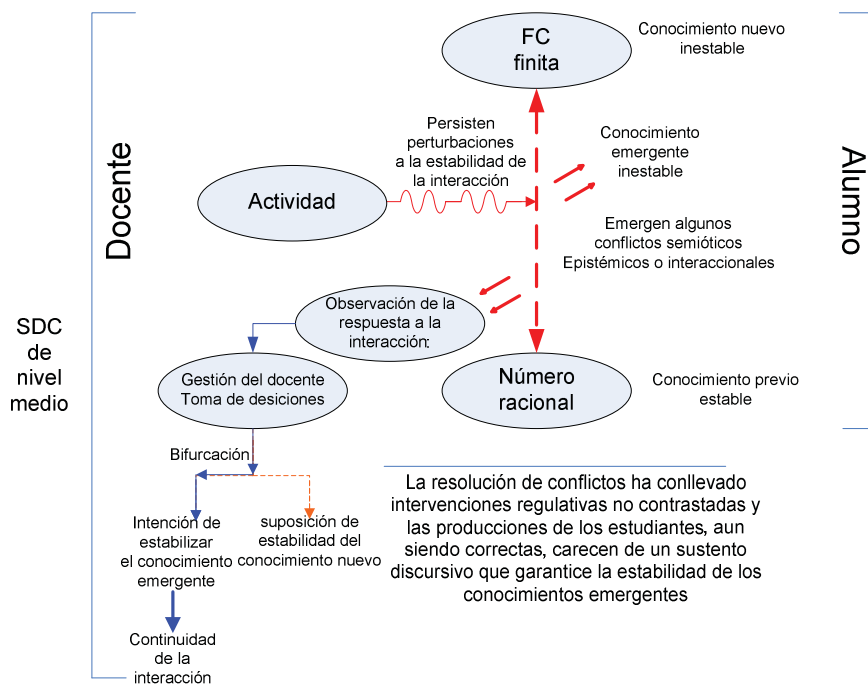 FC
finita
Conocimiento nuevo
inestable
Docente
Alumno
Persisten
perturbaciones
a la estabilidad de
la interacción
Conocimiento
emergente
inestable
Actividad
Emergen algunos
conflictos semióticos
Epistémicos o interaccionales
Observación de la
respuesta a la
interacción:
SDC
de
nivel
medio
Gestión del docente
Toma de desiciones
Número
racional
Conocimiento previo
estable
Bifurcación
Intención de
estabilizar
el conocimiento
emergente
suposición de
estabilidad del
conocimiento nuevo
La resolución de conflictos ha conllevado
intervenciones regulativas no contrastadas y
las producciones de los estudiantes, aun
siendo correctas, carecen de un sustento
discursivo que garantice la estabilidad de los
conocimientos emergentes
Continuidad
de la
interacción